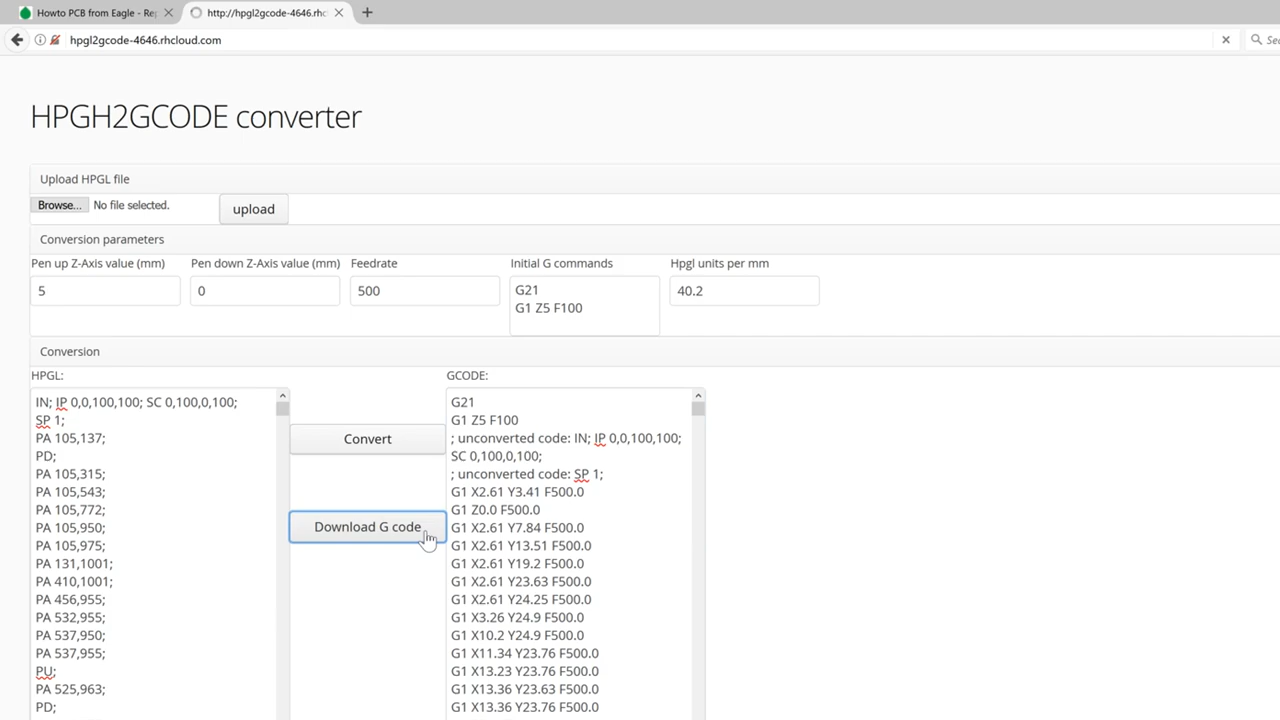 Howto PCB from Eagle - Re
http://hpgl2gcode-4646.rhc
hpgl2gcode-4646.rhcloud.com
HPGH2GCODE converter
Upload HPGL file
Browse... No file selected. upload
Conversion parameters
Pen up Z-Axis value (mm) Pen down Z-Axis value (mm) Feedrate Initial G commands Hpgl units per mm
5 0 500 G21 40.2
G1 Z5 F100
Conversion
HPGL:
IN; IP 0,0,100,100; SC 0,100,0,100;
SP 1;
PA 105,137;
PD;
PA 105,315;
PA 105,543;
PA 105,772;
PA 105,950;
PA 105,975;
PA 131,1001;
PA 410,1001;
PA 456,955;
PA 532,955;
PA 537,950;
PA 537,955;
PU;
PA 525,963;
PD;
Convert
Download G code
GCODE:
G21
G1 Z5 F100
; unconverted code: IN; IP 0,0,100,100;
SC 0,100,0,100;
; unconverted code: SP 1;
G1 X2.61 Y3.41 F500.0
G1 Z0.0 F500.0
G1 X2.61 Y7.84 F500.0
G1 X2.61 Y13.51 F500.0
G1 X2.61 Y19.2 F500.0
G1 X2.61 Y23.63 F500.0
G1 X2.61 Y24.25 F500.0
G1 X3.26 Y24.9 F500.0
G1 X10.2 Y24.9 F500.0
G1 X11.34 Y23.76 F500.0
G1 X13.23 Y23.76 F500.0
G1 X13.36 Y23.63 F500.0
G1 X13.36 Y23.76 F500.0